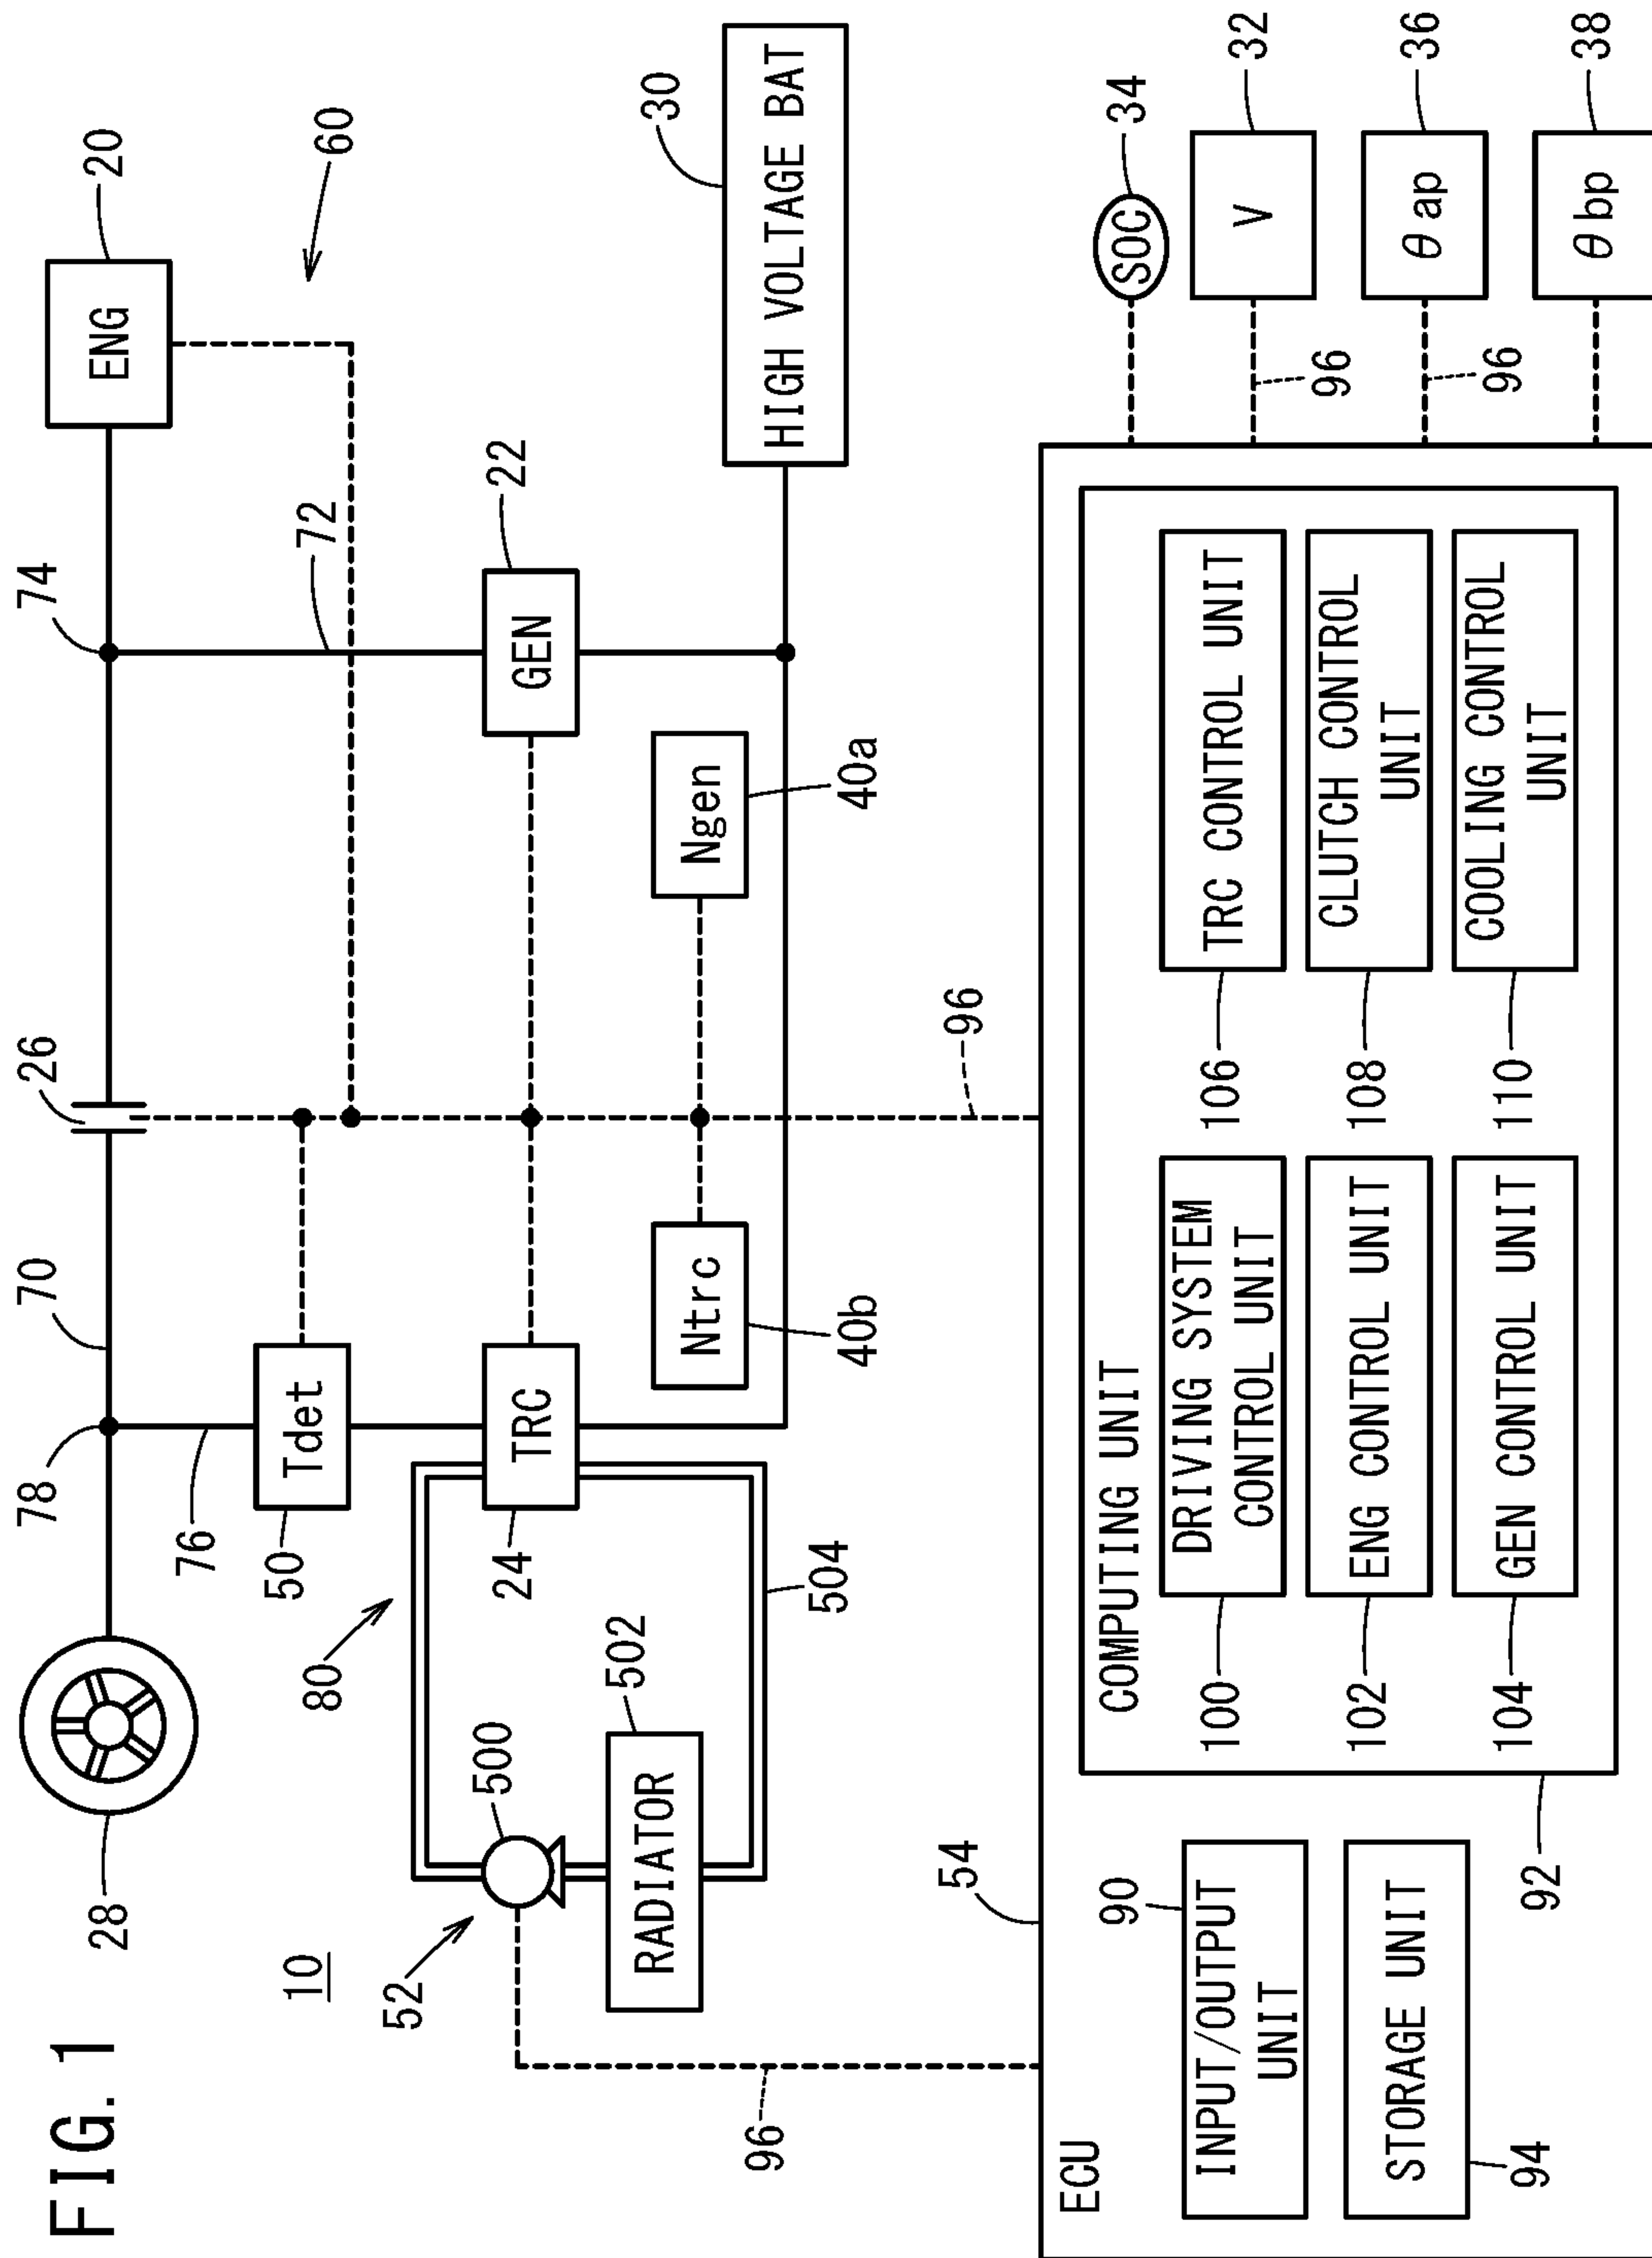 FIG. 1
10
28
78
70
26
74
20
ENG
60
76
72
50
Tdet
80
52
500
24
TRC
22
GEN
502
RADIATOR
504
Ntrc
40b
Ngen
40a
30
HIGH VOLTAGE BAT
96
96
54
ECU
90
INPUT/OUTPUT
UNIT
STORAGE UNIT
94
92
COMPUTING UNIT
100
DRIVING SYSTEM
CONTROL UNIT
102
ENG CONTROL UNIT
104
GEN CONTROL UNIT
106
TRC CONTROL UNIT
108
CLUTCH CONTROL
UNIT
110
COOLING CONTROL
UNIT
SOC
34
V
32
96
θap
36
96
θbp
38